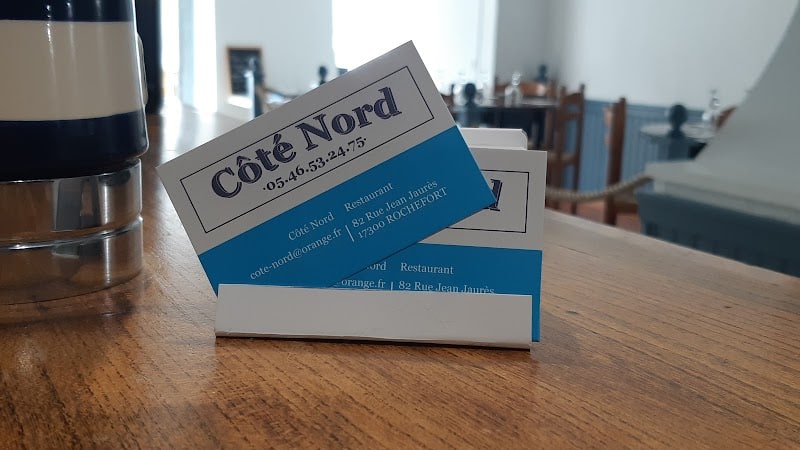 Côté Nord
·05.46.53.24.75·
Côté Nord Restaurant
cote-nord@orange.fr | 82 Rue Jean Jaurès
17300 ROCHEFORT
d
Nord Restaurant
@orange.fr | 82 Rue Jean Jaurès